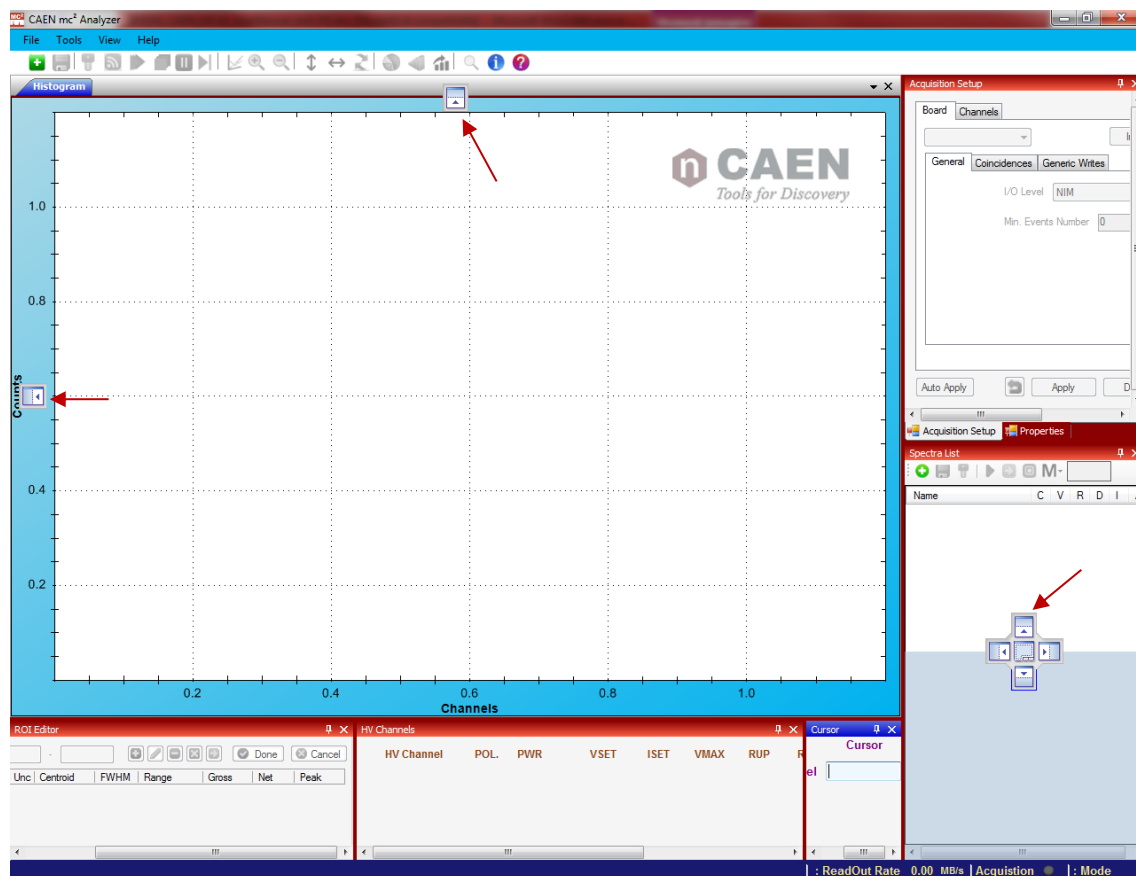 CAEN mc² Analyzer
File Tools View Help
Histogram
CAEN
Tools for Discovery
1.0
0.8
0.4
0.2
Counts
0.2 0.4 0.6 0.8 1.0
Channels
Acquisition Setup
Board Channels
General Coincidences Generic Writes
I/O Level NIM
Min. Events Number 0
Auto Apply Apply D
Acquisition Setup Properties
Spectra List
M
Name C V R D I
ROI Editor
- Done Cancel
Unc Centroid FWHM Range Gross Net Peak
HV Channels
HV Channel POL. PWR VSET ISET VMAX RUP R
Cursor
Cursor
el
: ReadOut Rate 0.00 MB/s Acquistion : Mode